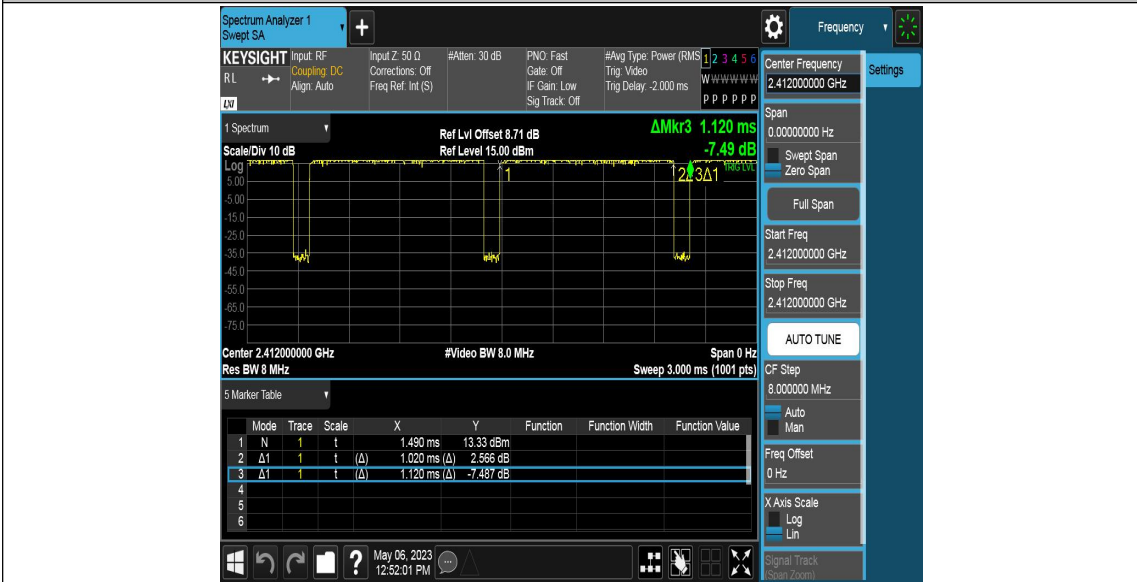 Spectrum Analyzer 1
Swept SA
+
Frequency
KEYSIGHT Input: RF Input Z: 50 Ω #Atten: 30 dB PNO: Fast #Avg Type: Power (RMS 1 2 3 4 5 6
R L Coupling: DC Corrections: Off Gate: Off Trig: Video W W W W W W
Align: Auto Freq Ref: Int (S) IF Gain: Low Trig Delay: -2.000 ms
LXI Sig Track: Off P P P P P P
Center Frequency
2.412000000 GHz
Settings
1 Spectrum
Ref Lvl Offset 8.71 dB
ΔMkr3 1.120 ms
Scale/Div 10 dB Ref Level 15.00 dBm -7.49 dB
Log
TRIG LVL
1 2Δ 3Δ1
5.00
-5.00
-15.0
-25.0
-35.0
-45.0
-55.0
-65.0
-75.0
Center 2.412000000 GHz #Video BW 8.0 MHz Span 0 Hz
Res BW 8 MHz Sweep 3.000 ms (1001 pts)
Span
0.00000000 Hz
Swept Span
Zero Span
Full Span
Start Freq
2.412000000 GHz
Stop Freq
2.412000000 GHz
AUTO TUNE
CF Step
8.000000 MHz
Auto
Man
Freq Offset
0 Hz
X Axis Scale
Log
Lin
Signal Track
(Span Zoom)
5 Marker Table
Mode Trace Scale X Y Function Function Width Function Value
1 N 1 t 1.490 ms 13.33 dBm
2 Δ1 1 t (Δ) 1.020 ms (Δ) 2.566 dB
3 Δ1 1 t (Δ) 1.120 ms (Δ) -7.487 dB
4
5
6
?
May 06, 2023
12:52:01 PM